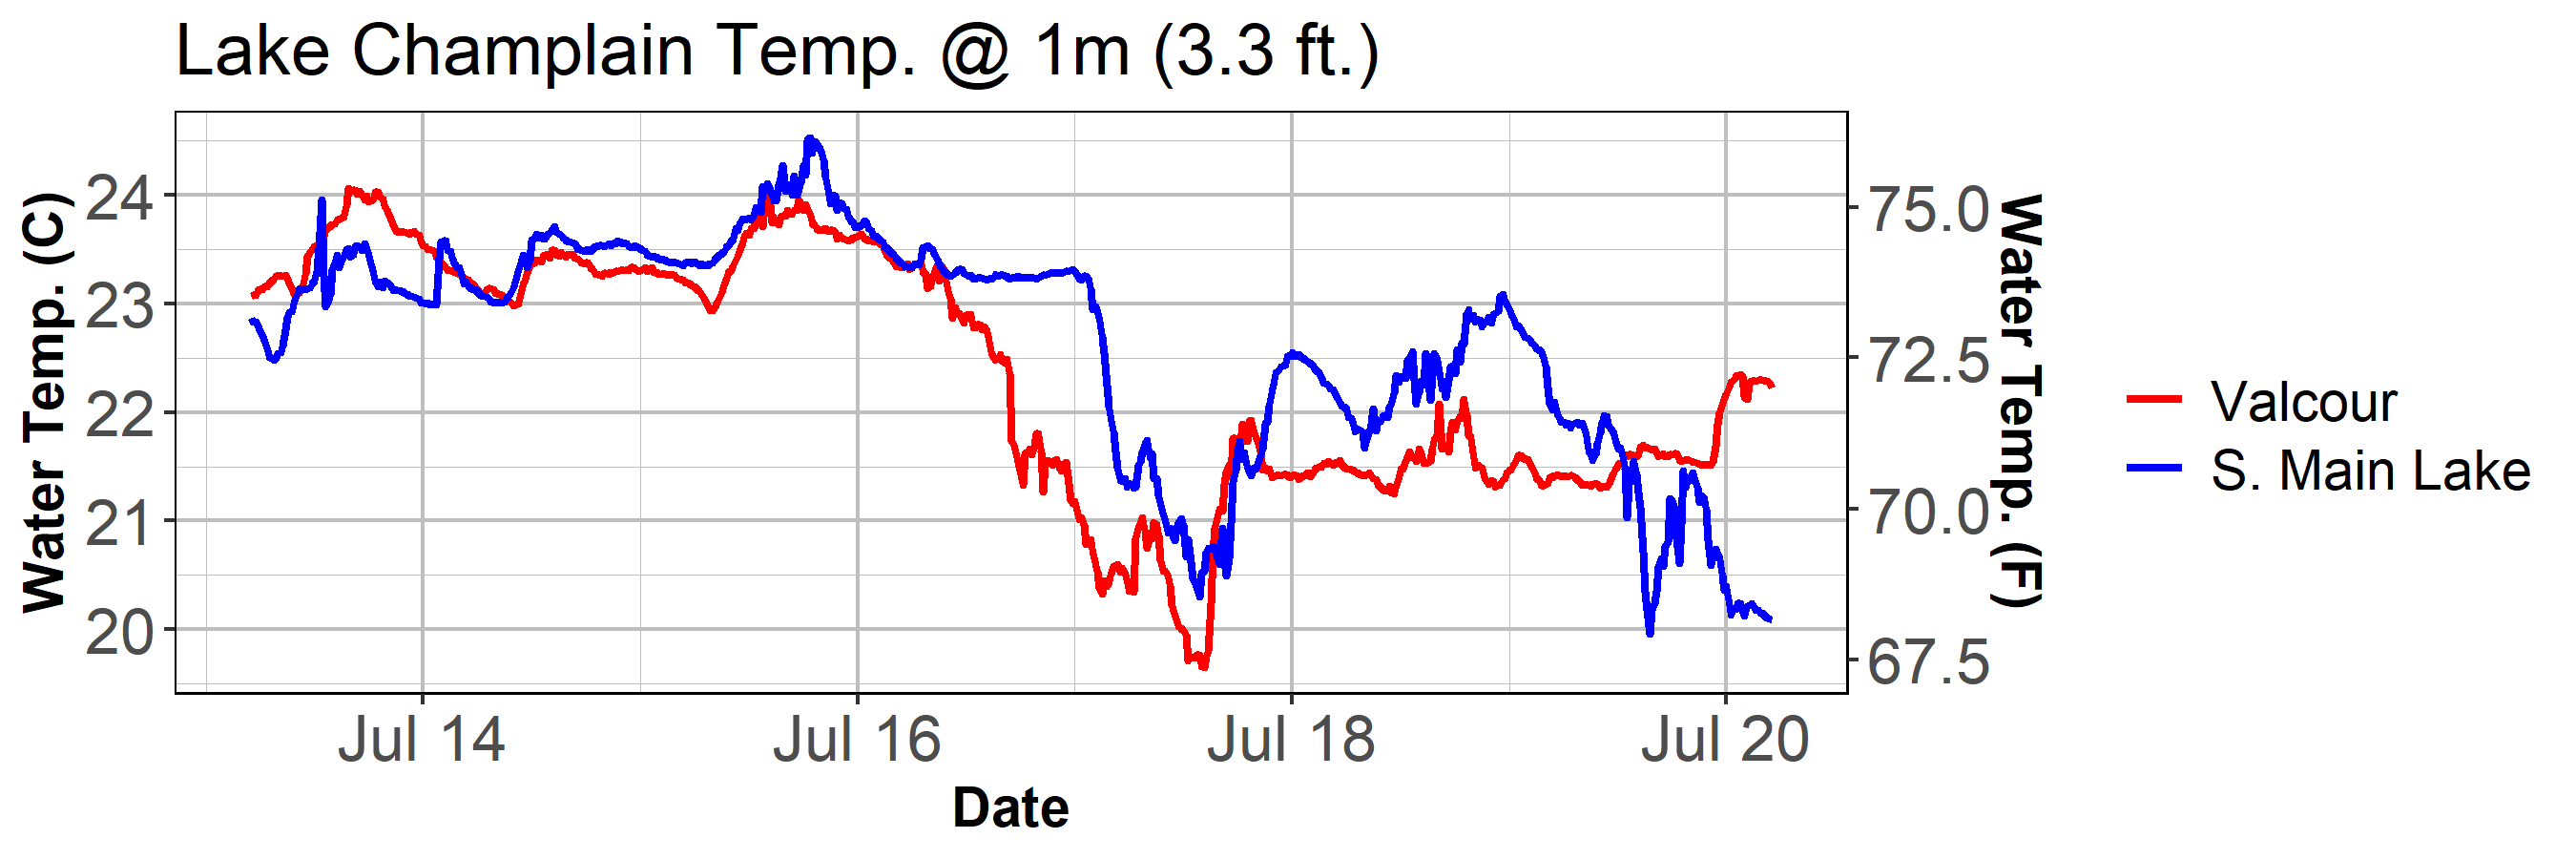 Lake Champlain Temp. @ 1m (3.3 ft.)
Water Temp. (C)
24
23
22
21
20
75.0
72.5
70.0
67.5
Water Temp. (F)
Jul 14
Jul 16
Jul 18
Jul 20
Date
Valcour
S. Main Lake